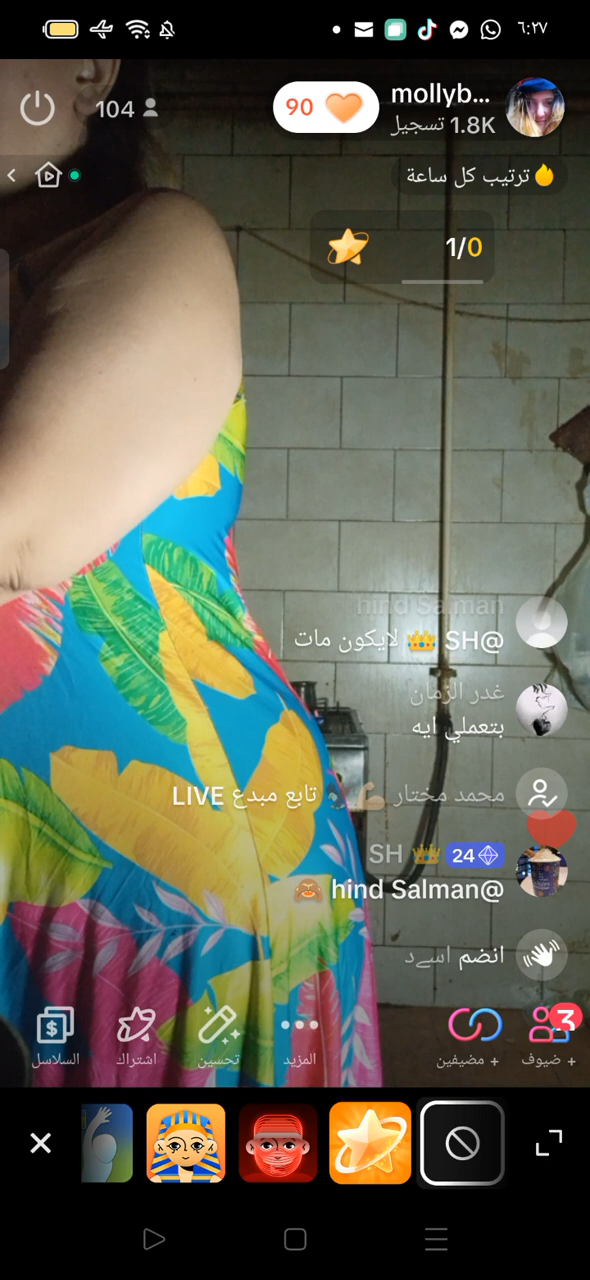 ٦:٢٧
mollyb...
1.8K تسجيل
90
104
ترتيب كل ساعة
1/0
hind Salman
@SH 👑 لايكون مات
غدر الزمان
بتعملي ايه
محمد مختار 💪🏼 تابع مبدع LIVE
24 👑 SH
@hind Salman 🙈
انضم
3
+ ضيوف
+ مضيفين
المزيد
تحسين
اشتراك
السلاسل